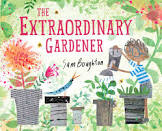 THE
EXTRAORDINARY
GARDENER
Sam Boughton